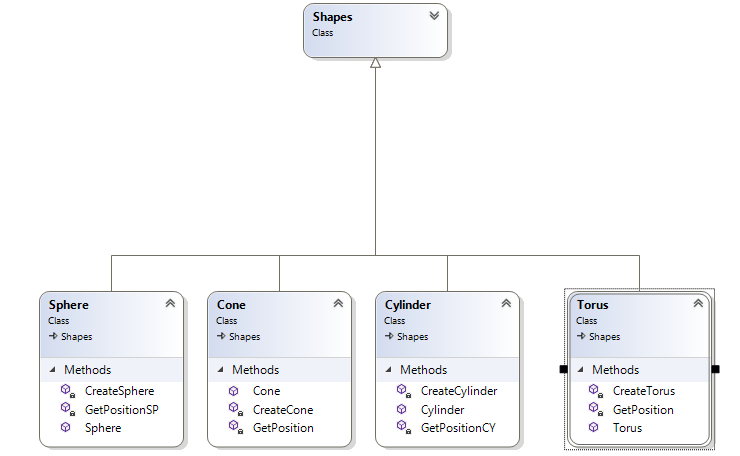 Shapes
Class
Sphere
Class
Shapes
Methods
CreateSphere
GetPositionSP
Sphere
Cone
Class
Shapes
Methods
Cone
CreateCone
GetPosition
Cylinder
Class
Shapes
Methods
CreateCylinder
Cylinder
GetPositionCY
Torus
Class
Shapes
Methods
CreateTorus
GetPosition
Torus